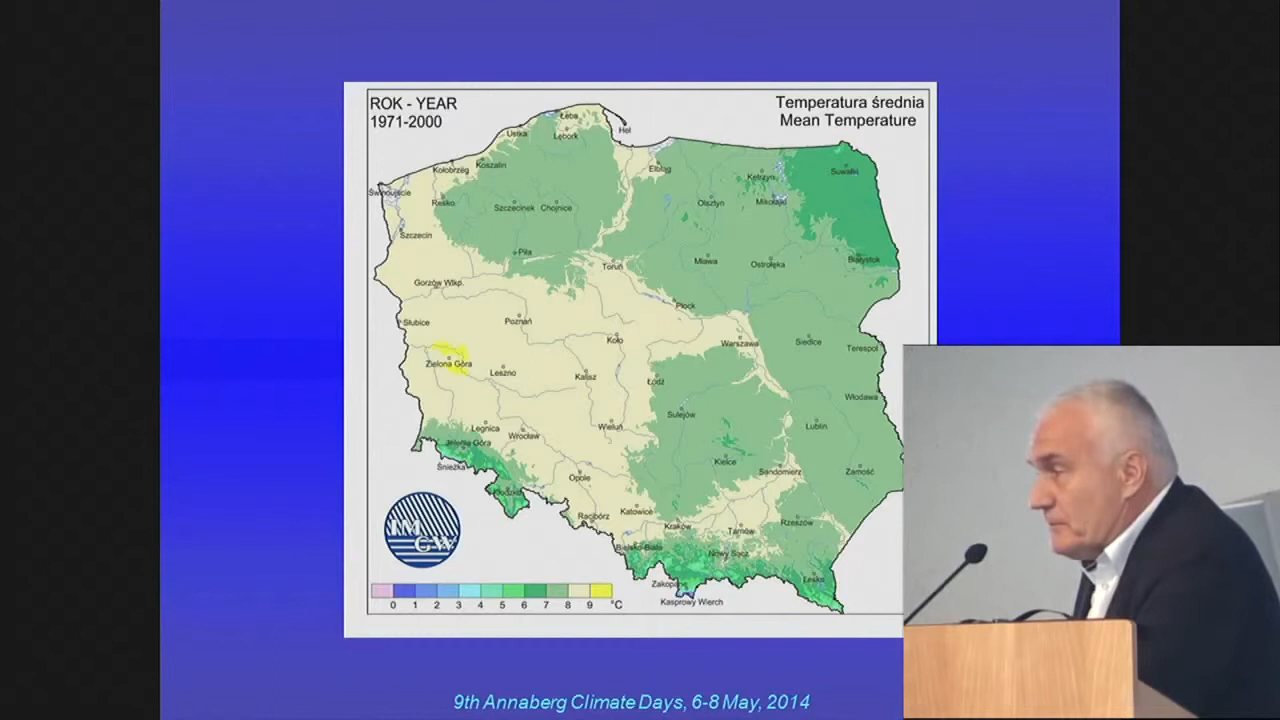 ROK - YEAR
1971-2000
Temperatura średnia
Mean Temperature
Łeba
Ustka
Lębork
Hel
Koszalin
Kołobrzeg
Elbląg
Suwałki
Kętrzyn
Świnoujście
Resko
Szczecinek
Chojnice
Olsztyn
Mikołajki
Szczecin
Piła
Toruń
Mława
Ostrołęka
Białystok
Gorzów Wlkp.
Płock
Słubice
Poznań
Koło
Warszawa
Siedlce
Terespol
Zielona Góra
Leszno
Kalisz
Łódź
Włodawa
Sulejów
Lublin
Legnica
Wrocław
Wieluń
Jelenia Góra
Śnieżka
Kielce
Sandomierz
Zamość
Opole
Kłodzko
Katowice
Racibórz
Kraków
Tarnów
Rzeszów
Bielsko-Biała
Nowy Sącz
Lesko
Zakopane
Kasprowy Wierch
IM
GW
0 1 2 3 4 5 6 7 8 9 °C
9th Annaberg Climate Days, 6-8 May, 2014